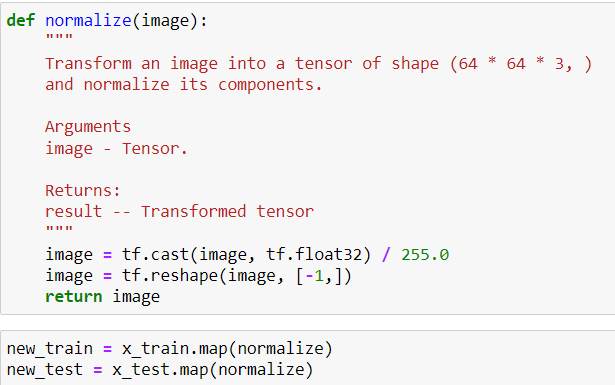 def normalize(image):
    """
    Transform an image into a tensor of shape (64 * 64 * 3, )
    and normalize its components.

    Arguments
    image - Tensor.

    Returns:
    result -- Transformed tensor
    """
    image = tf.cast(image, tf.float32) / 255.0
    image = tf.reshape(image, [-1,])
    return image

new_train = x_train.map(normalize)
new_test = x_test.map(normalize)